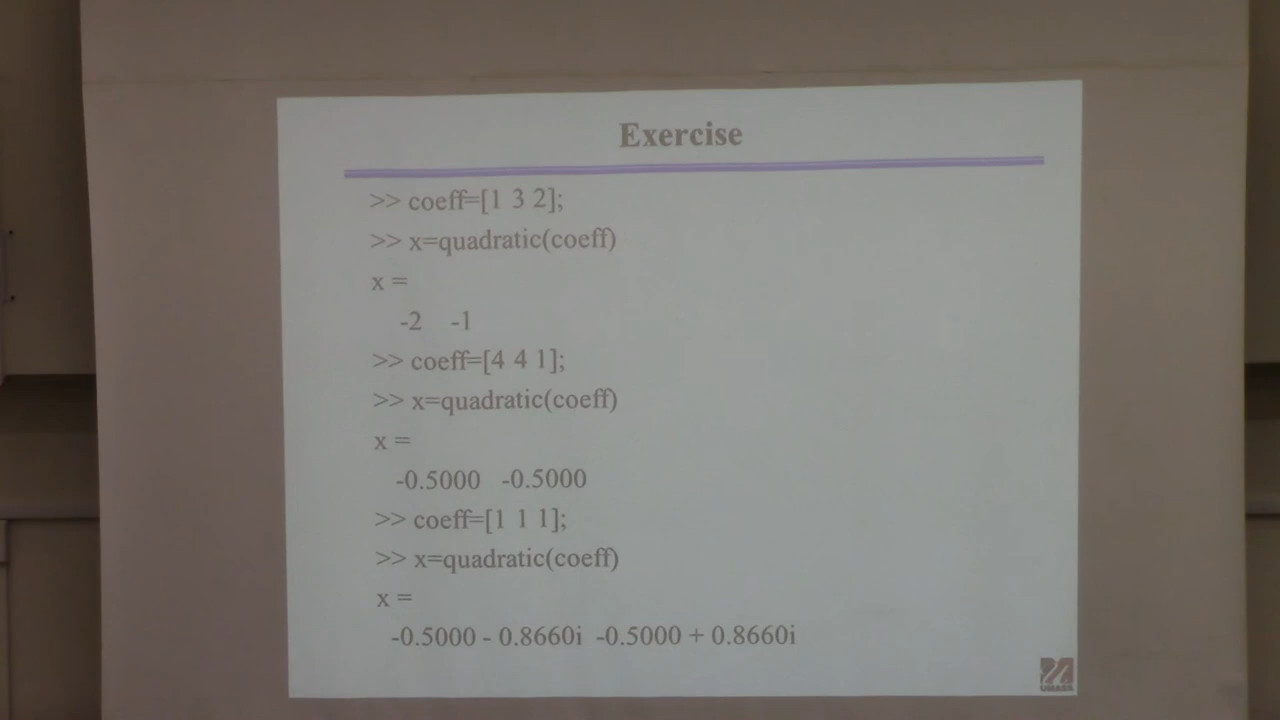 Exercise
>> coeff=[1 3 2];
>> x=quadratic(coeff)
x =
-2 -1
>> coeff=[4 4 1];
>> x=quadratic(coeff)
x =
-0.5000 -0.5000
>> coeff=[1 1 1];
>> x=quadratic(coeff)
x =
-0.5000 - 0.8660i -0.5000 + 0.8660i
UMASS